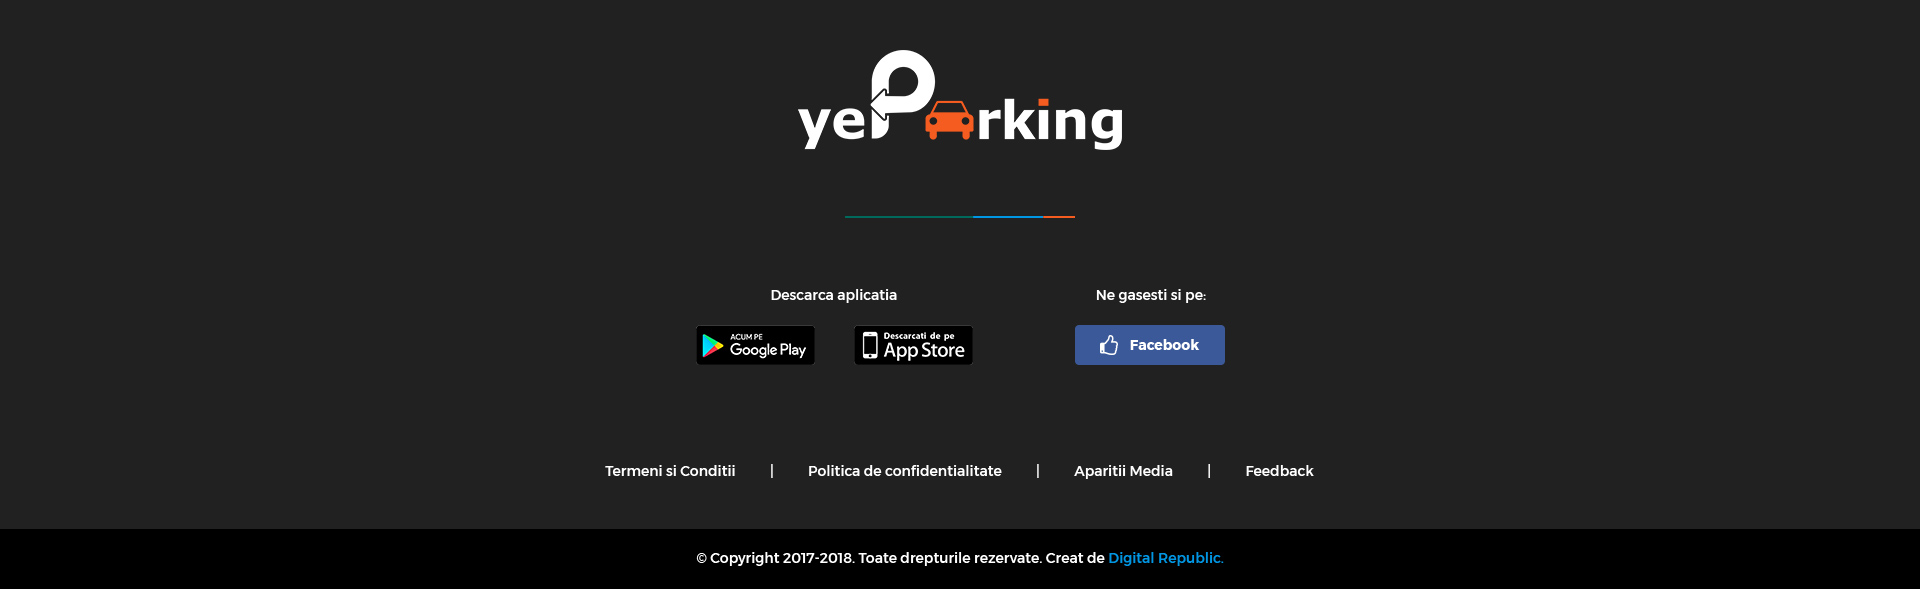 yeParking
Descarca aplicatia
Ne gasesti si pe:
ACUM PE
Google Play
Descarcati de pe
App Store
Facebook
Termeni si Conditii | Politica de confidentialitate | Aparitii Media | Feedback
© Copyright 2017-2018. Toate drepturile rezervate. Creat de Digital Republic.